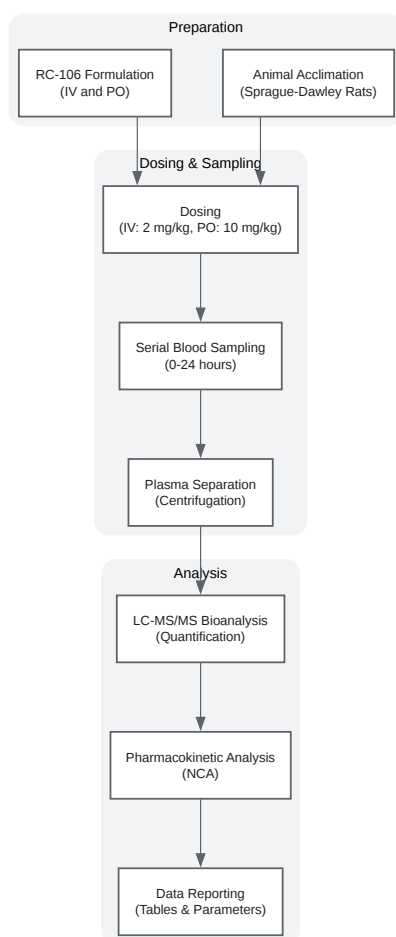 Preparation
RC-106 Formulation
(IV and PO)
Animal Acclimation
(Sprague-Dawley Rats)
Dosing & Sampling
Dosing
(IV: 2 mg/kg, PO: 10 mg/kg)
Serial Blood Sampling
(0-24 hours)
Plasma Separation
(Centrifugation)
Analysis
LC-MS/MS Bioanalysis
(Quantification)
Pharmacokinetic Analysis
(NCA)
Data Reporting
(Tables & Parameters)